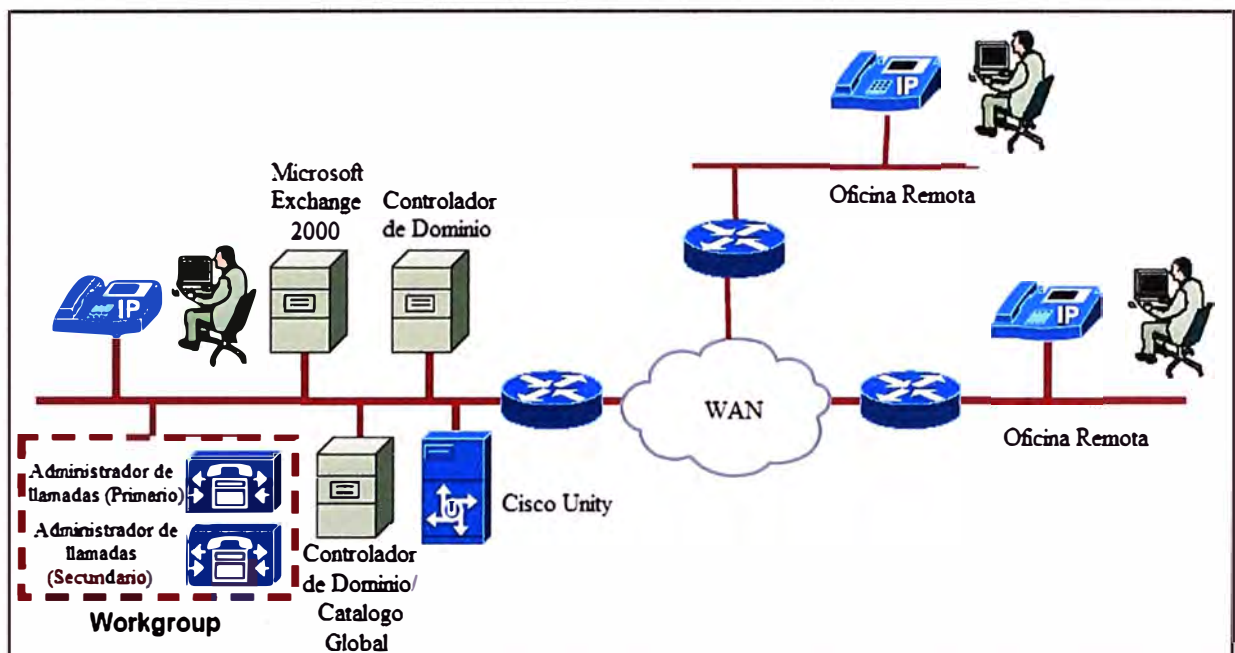 IP
Oficina Remota
Microsoft
Exchange
2000
Controlador
de Dominio
IP
IP
WAN
Oficina Remota
Administrador de
llamadas (Primario)
Administrador de
llamadas
(Secundario)
Workgroup
Controlador
de Dominio/
Catalogo
Global
U
Cisco Unity